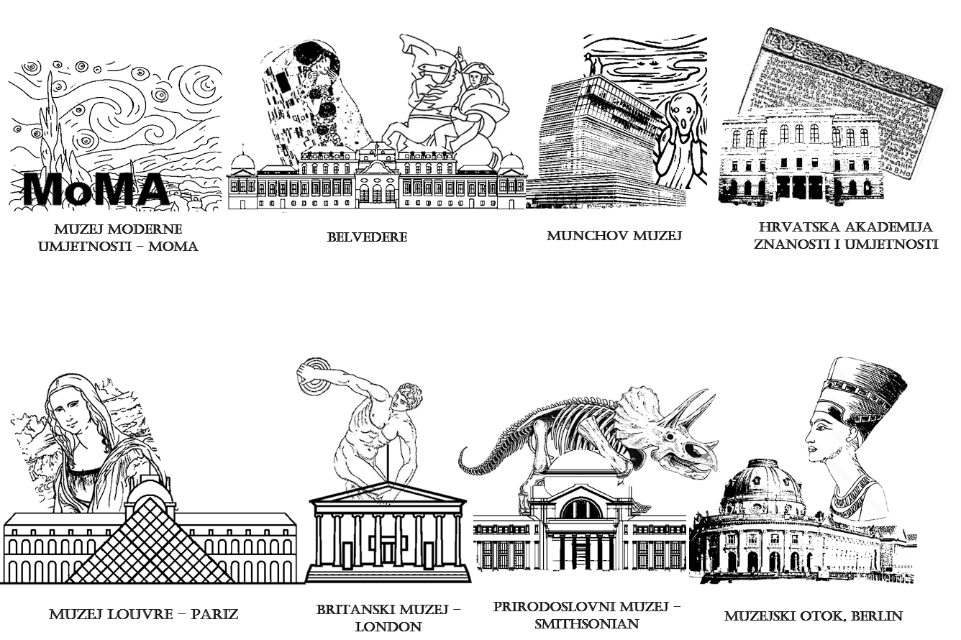 MoMA
MUZEJ MODERNE
UMJETNOSTI – MOMA
BELVEDERE
MUNCHOV MUZEJ
HRVATSKA AKADEMIJA
ZNANOSTI I UMJETNOSTI
MUZEJ LOUVRE – PARIZ
BRITANSKI MUZEJ –
LONDON
PRIRODOSLOVNI MUZEJ –
SMITHSONIAN
MUZEJSKI OTOK, BERLIN